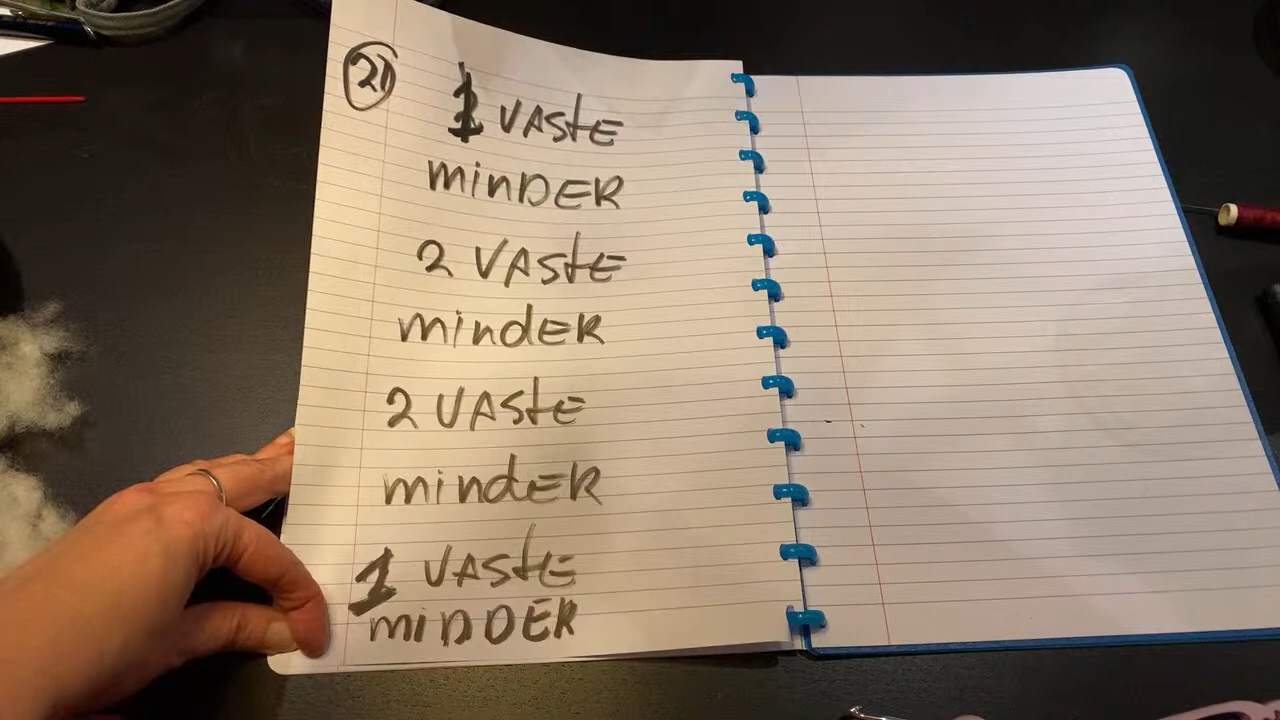 21 1 VASTE
minDER
2 VASTE
mindER
2 VASTE
mindER
1 VASTE
minDER